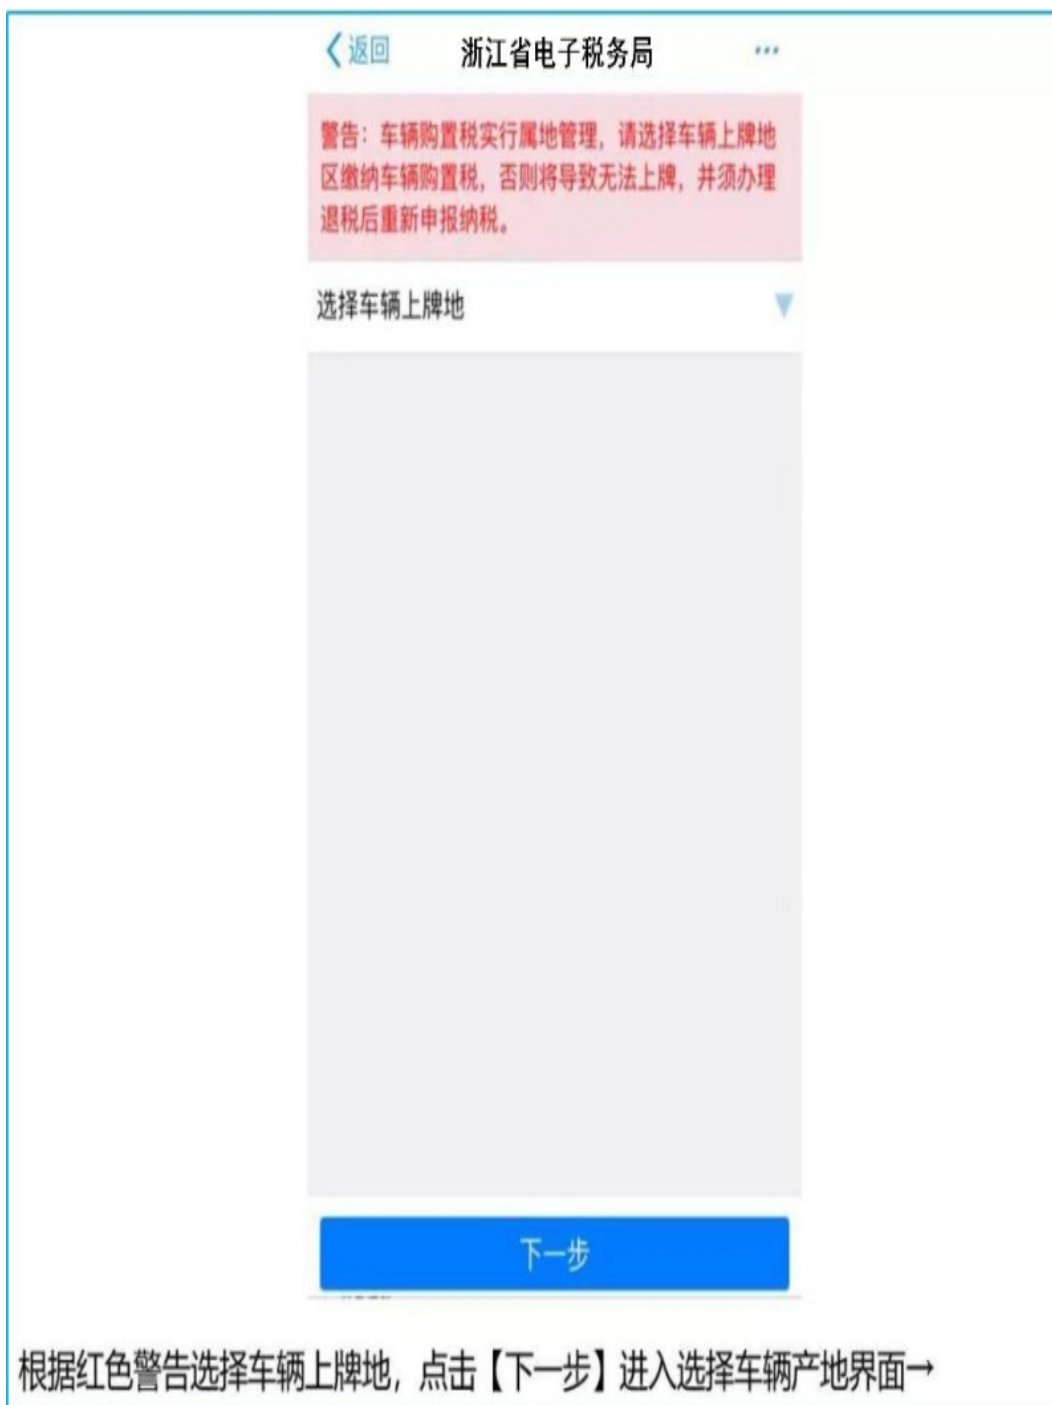 返回 浙江省电子税务局 ...
警告：车辆购置税实行属地管理，请选择车辆上牌地
区缴纳车辆购置税，否则将导致无法上牌，并须办理
退税后重新申报纳税。
选择车辆上牌地
下一步
根据红色警告选择车辆上牌地，点击【下一步】进入选择车辆产地界面→